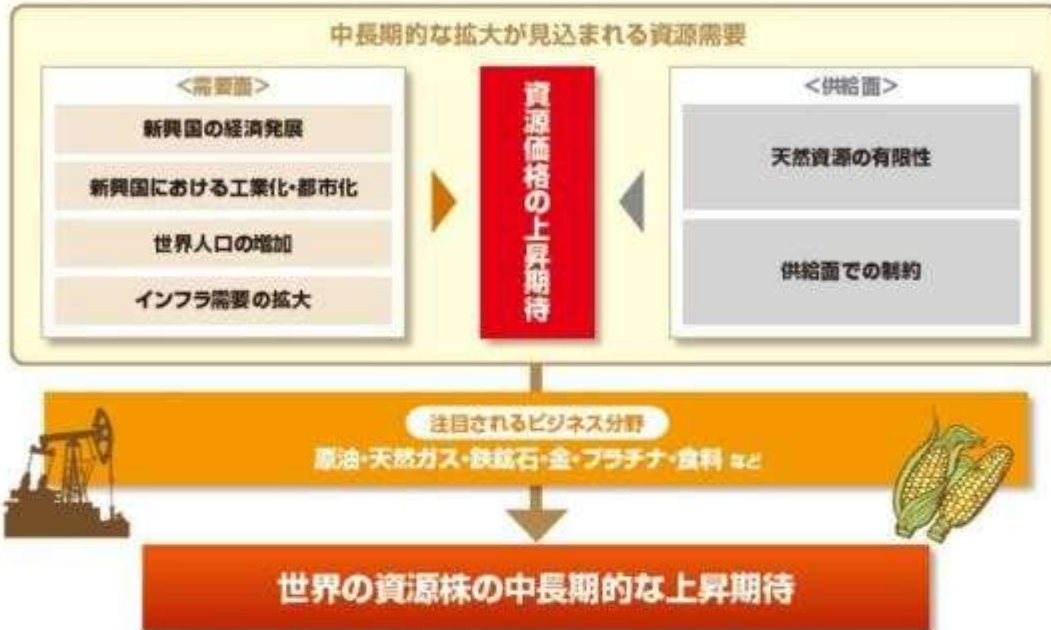 中長期的な拡大が見込まれる資源需要
＜需要面＞
新興国の経済発展
新興国における工業化・都市化
世界人口の増加
インフラ需要の拡大
資源価格の上昇期待
＜供給面＞
天然資源の有限性
供給面での制約
注目されるビジネス分野
原油・天然ガス・鉄鉱石・金・プラチナ・食料 など
世界の資源株の中長期的な上昇期待